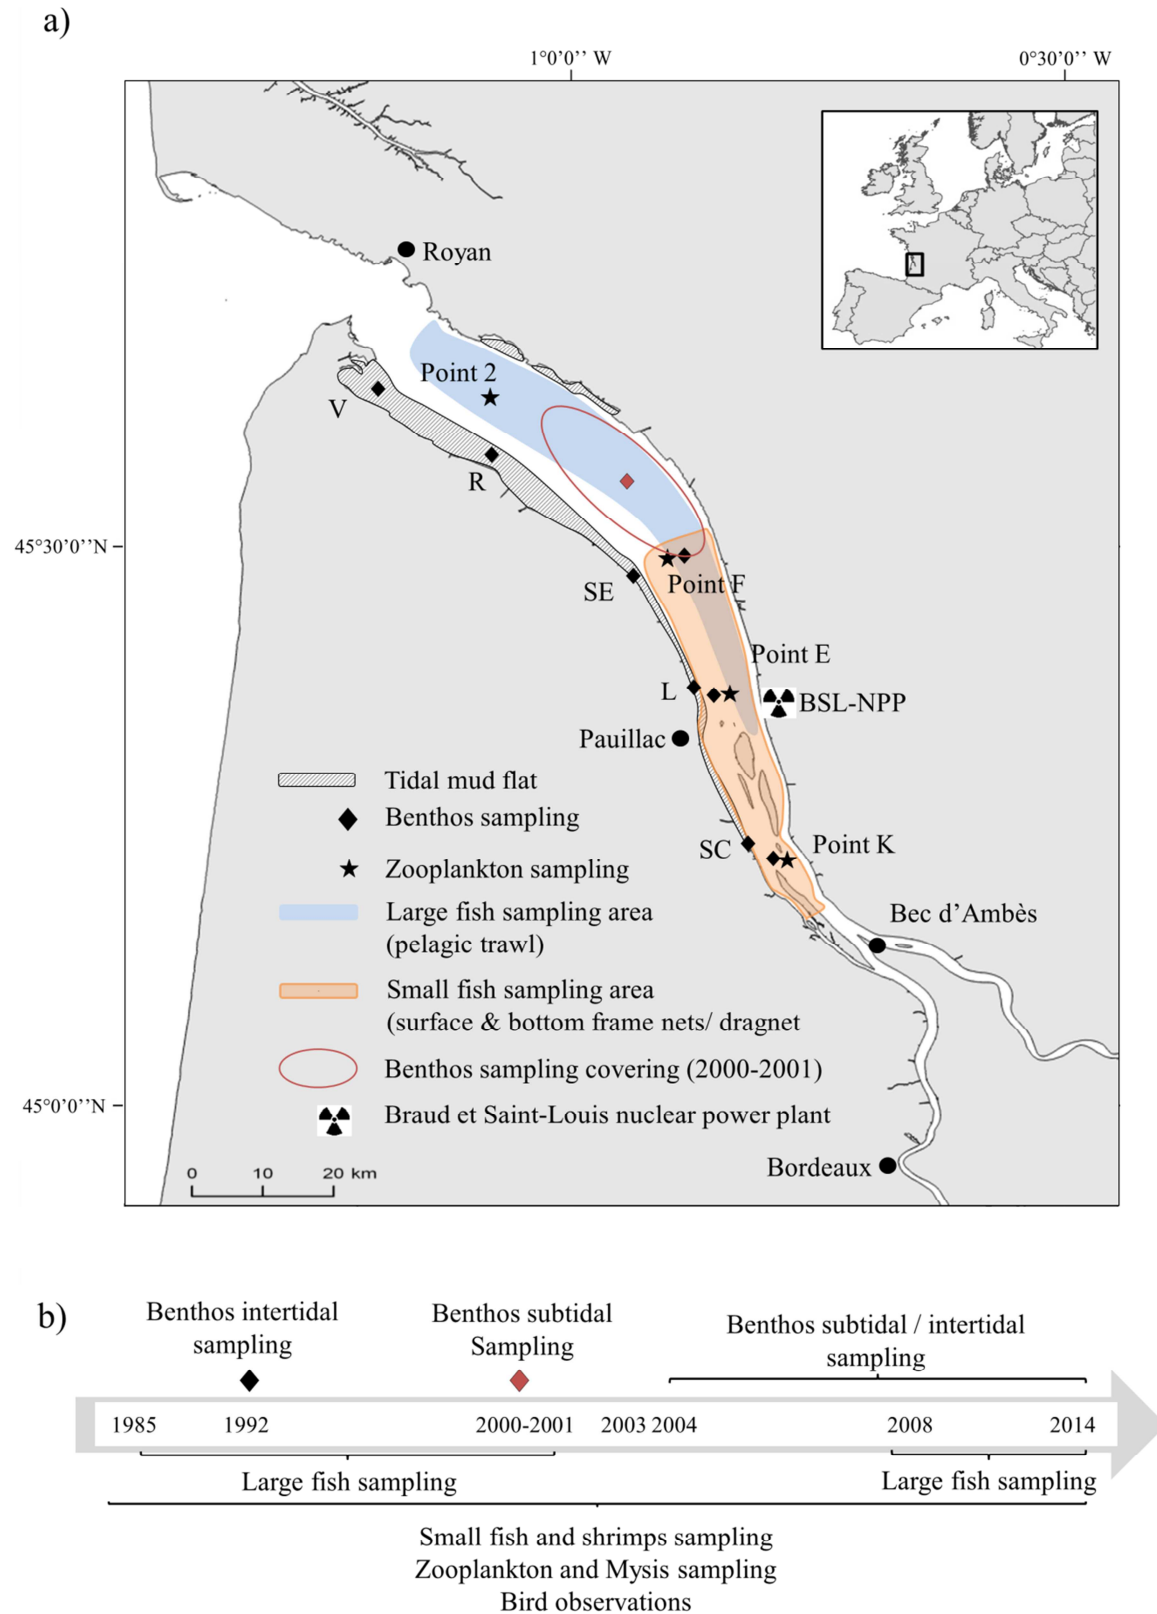 a)
1°0’0’’ W
0°30’0’’ W
Royan
Point 2
V
R
45°30’0’’N
Point F
SE
Point E
L
BSL-NPP
Pauillac
Tidal mud flat
Benthos sampling
SC
Point K
Zooplankton sampling
Large fish sampling area
(pelagic trawl)
Bec d’Ambès
Small fish sampling area
(surface & bottom frame nets/ dragnet
Benthos sampling covering (2000-2001)
45°0’0’’N
Braud et Saint-Louis nuclear power plant
Bordeaux
0 10 20 km
b)
Benthos intertidal
sampling
Benthos subtidal
Sampling
Benthos subtidal / intertidal
sampling
1985 1992 2000-2001 2003 2004 2008 2014
Large fish sampling
Large fish sampling
Small fish and shrimps sampling
Zooplankton and Mysis sampling
Bird observations